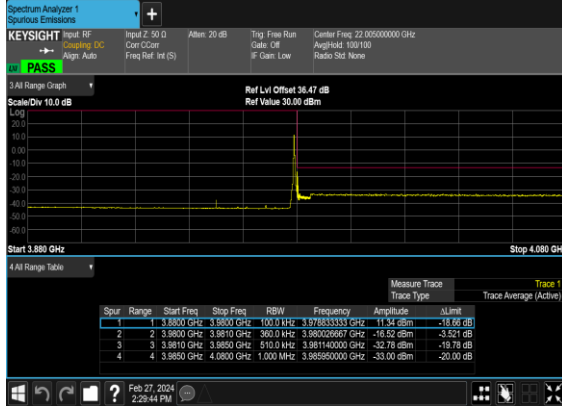 Spectrum Analyzer 1
Spurious Emissions
+
KEYSIGHT Input: RF Input Z: 50 Ω Atten: 20 dB Trig: Free Run Center Freq: 22.005000000 GHz
Coupling: DC Corr CCorr Gate: Off Avg|Hold: 100/100
Align: Auto Freq Ref: Int (S) IF Gain: Low Radio Std: None
PASS
3 All Range Graph
Ref Lvl Offset 36.47 dB
Scale/Div 10.0 dB Ref Value 30.00 dBm
Log
20.0
10.0
0.00
-10.0
-20.0
-30.0
-40.0
-50.0
-60.0
Start 3.880 GHz Stop 4.080 GH
4 All Range Table
Measure Trace Trace 1
Trace Type Trace Average (Active)
Spur Range Start Freq Stop Freq RBW Frequency Amplitude ΔLimit
1 1 3.8800 GHz 3.9800 GHz 100.0 kHz 3.978833333 GHz 11.34 dBm -18.66 dB
2 2 3.9800 GHz 3.9810 GHz 360.0 kHz 3.980026667 GHz -16.52 dBm -3.521 dB
3 3 3.9810 GHz 3.9850 GHz 510.0 kHz 3.981140000 GHz -32.78 dBm -19.78 dB
4 4 3.9850 GHz 4.0800 GHz 1.000 MHz 3.985950000 GHz -33.00 dBm -20.00 dB
? Feb 27, 2024
2:29:44 PM